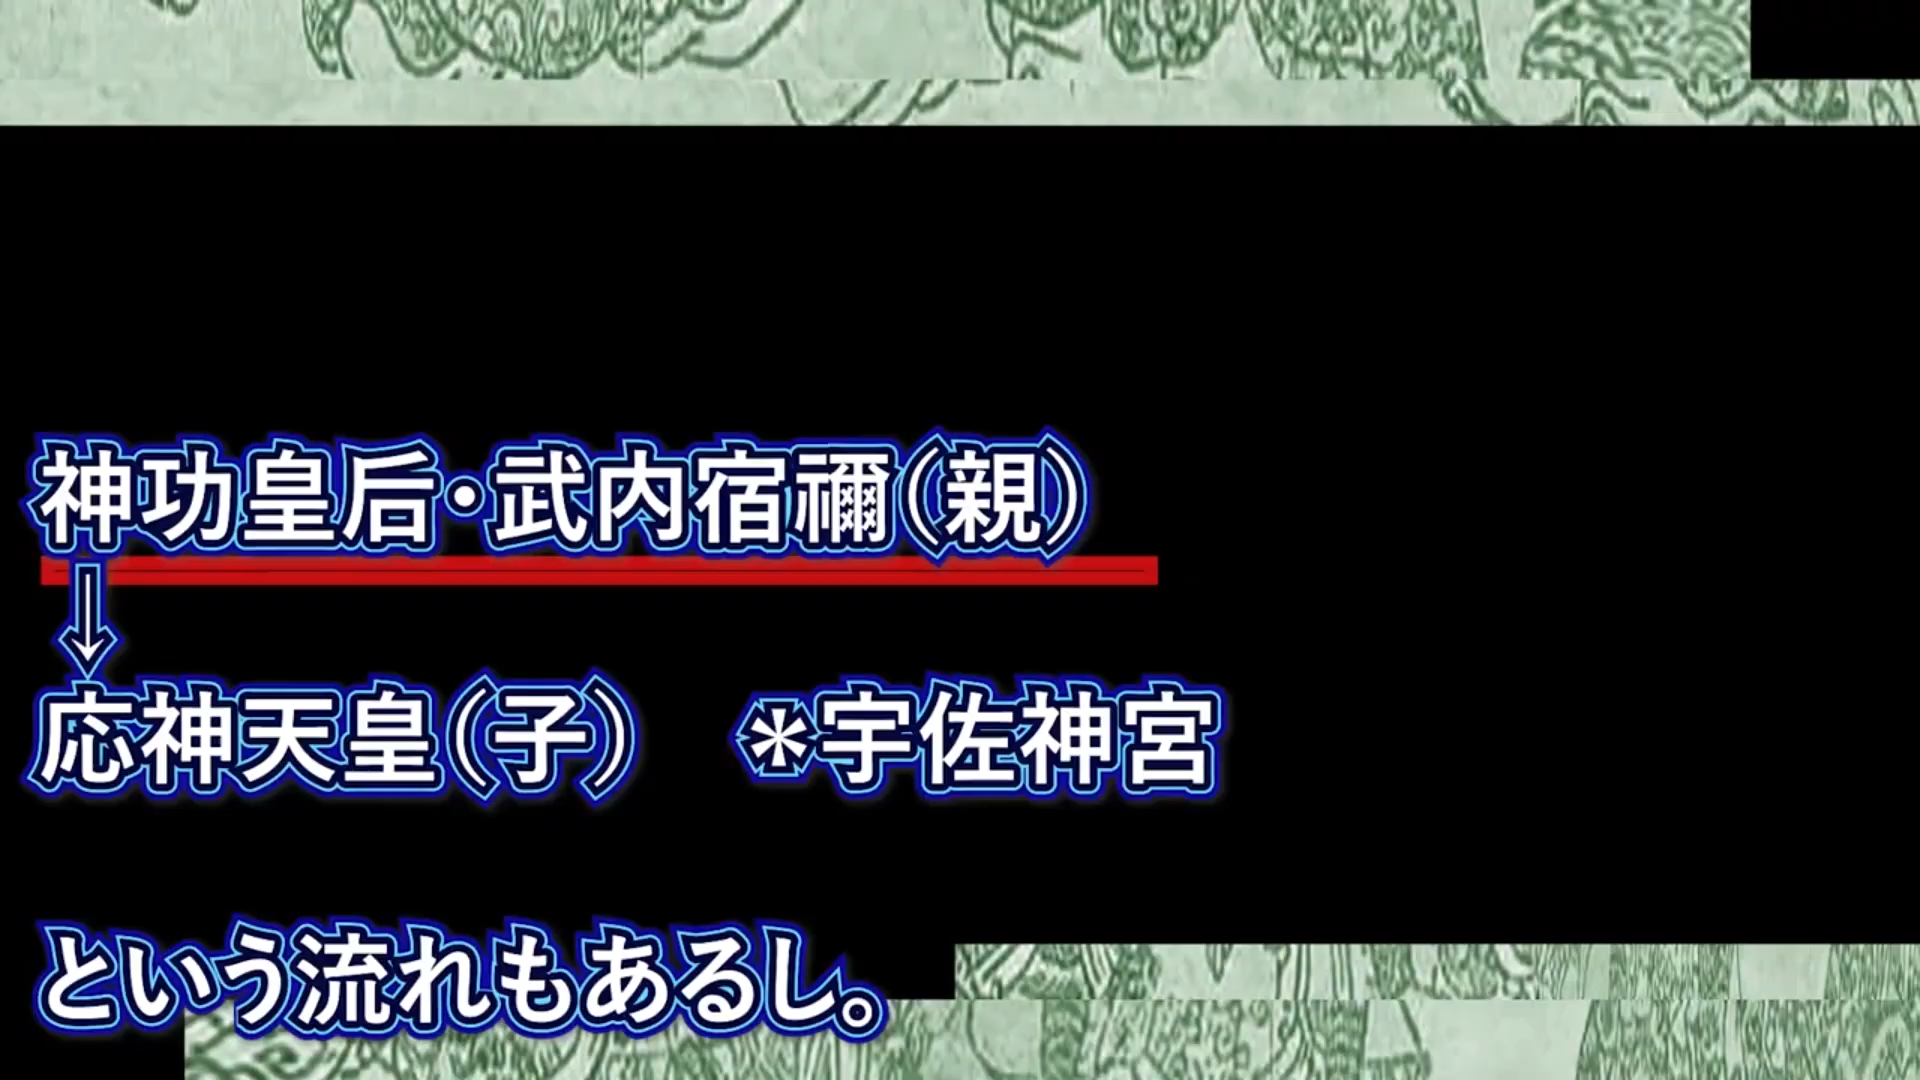 神功皇后・武内宿禰（親）
↓
応神天皇（子）　＊宇佐神宮
という流れもあるし。